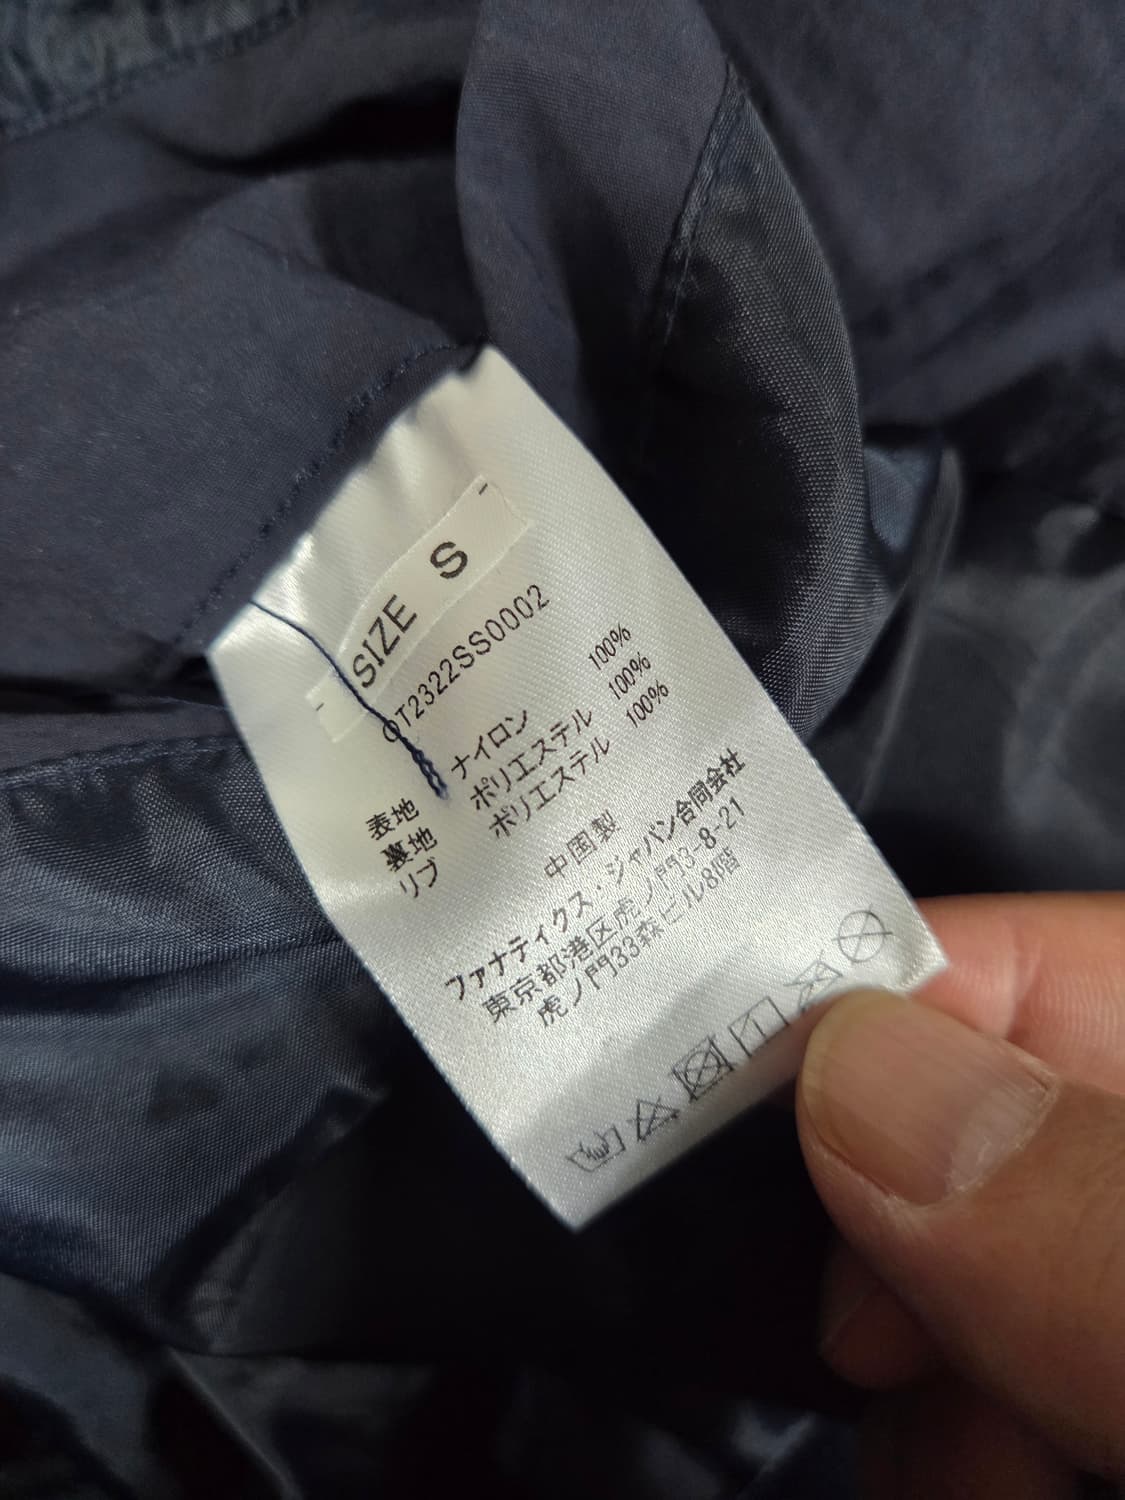 SIZE S
OT2322SS0002
表地 ナイロン 100%
裏地 ポリエステル 100%
リブ ポリエステル 100%
中国製
ファナティクス・ジャパン合同会社
東京都港区虎ノ門3-8-21
虎ノ門33森ビル8階